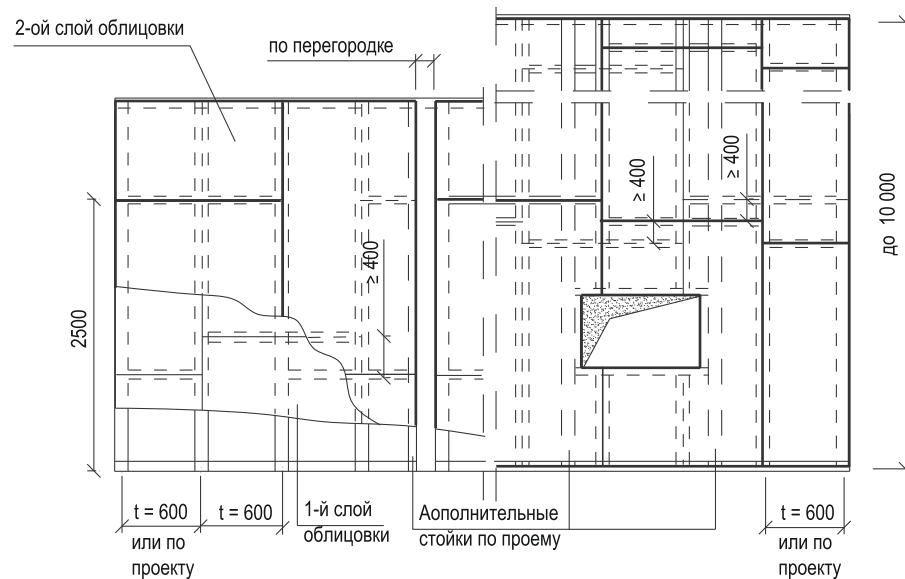 2-ой слой облицовки
по перегородке
≥ 400
≥ 400
до 10 000
≥ 400
2500
t = 600
t = 600
или по
проекту
1-й слой
облицовки
Аополнительные
стойки по проему
t = 600
или по
проекту